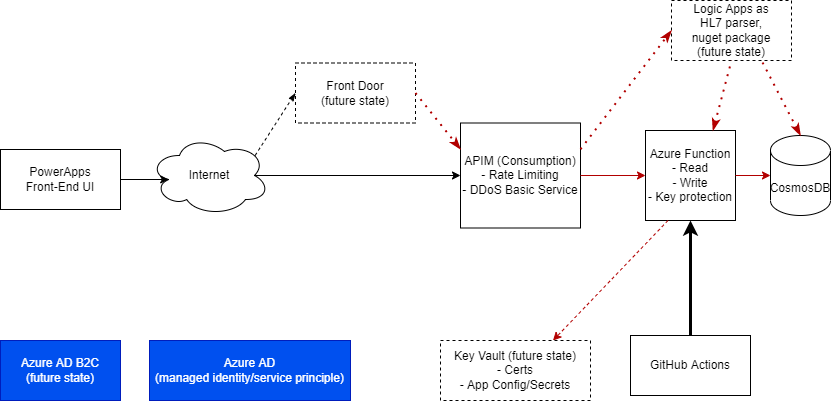 Logic Apps as
HL7 parser,
nuget package
(future state)
Front Door
(future state)
PowerApps
Front-End UI
Internet
APIM (Consumption)
- Rate Limiting
- DDoS Basic Service
Azure Function
- Read
- Write
- Key protection
CosmosDB
Azure AD B2C
(future state)
Azure AD
(managed identity/service principle)
Key Vault (future state)
- Certs
- App Config/Secrets
GitHub Actions